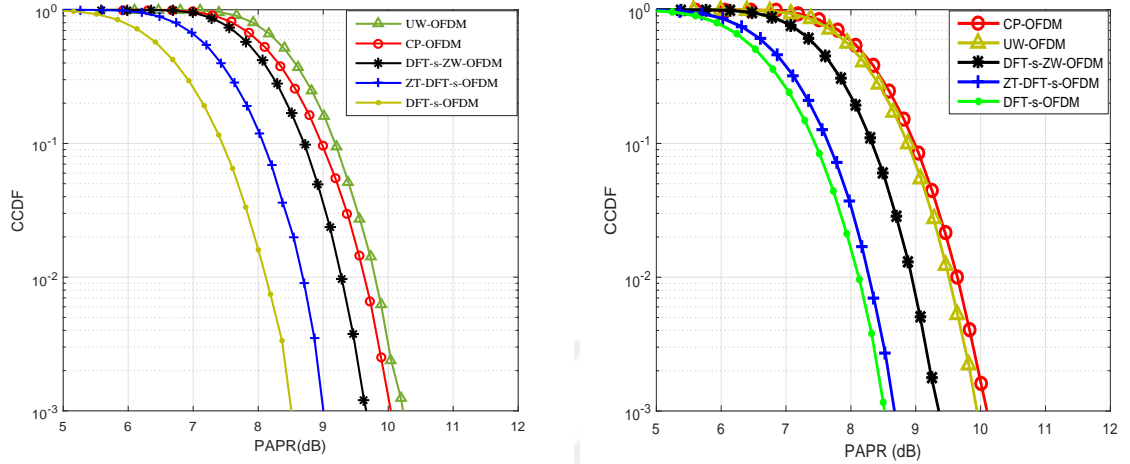 UW-OFDM
CP-OFDM
DFT-s-ZW-OFDM
ZT-DFT-s-OFDM
DFT-s-OFDM
CCDF
10^0
10^-1
10^-2
10^-3
5 6 7 8 9 10 11 12
PAPR(dB)
CP-OFDM
UW-OFDM
DFT-s-ZW-OFDM
ZT-DFT-s-OFDM
DFT-s-OFDM
CCDF
10^0
10^-1
10^-2
10^-3
5 6 7 8 9 10 11 12
PAPR (dB)